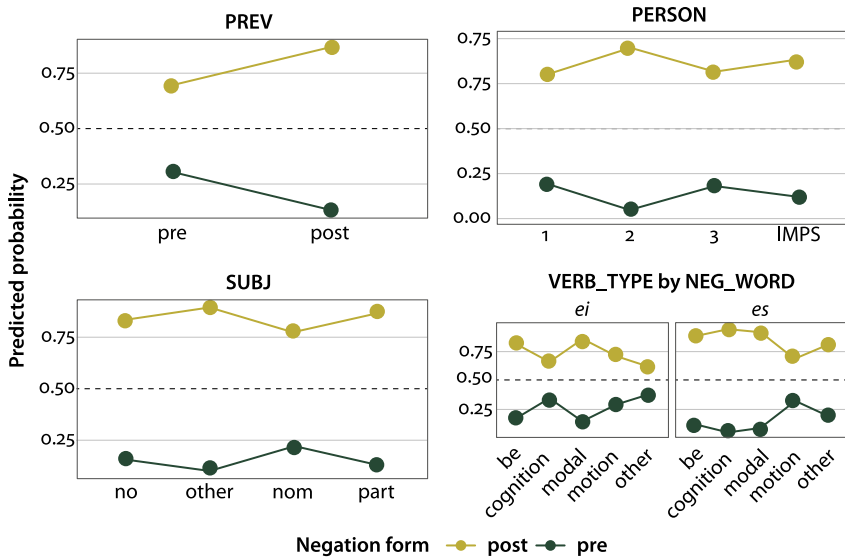 PREV
0.75
0.50
0.25
pre post
PERSON
0.75
0.75
0.50
0.25
0.00
1 2 3 IMPS
Predicted probability
SUBJ
0.75
0.50
0.25
no other nom part
VERB_TYPE by NEG_WORD
ei es
0.75
0.50
0.25
be cognition modal motion other
be cognition modal motion other
Negation form post pre